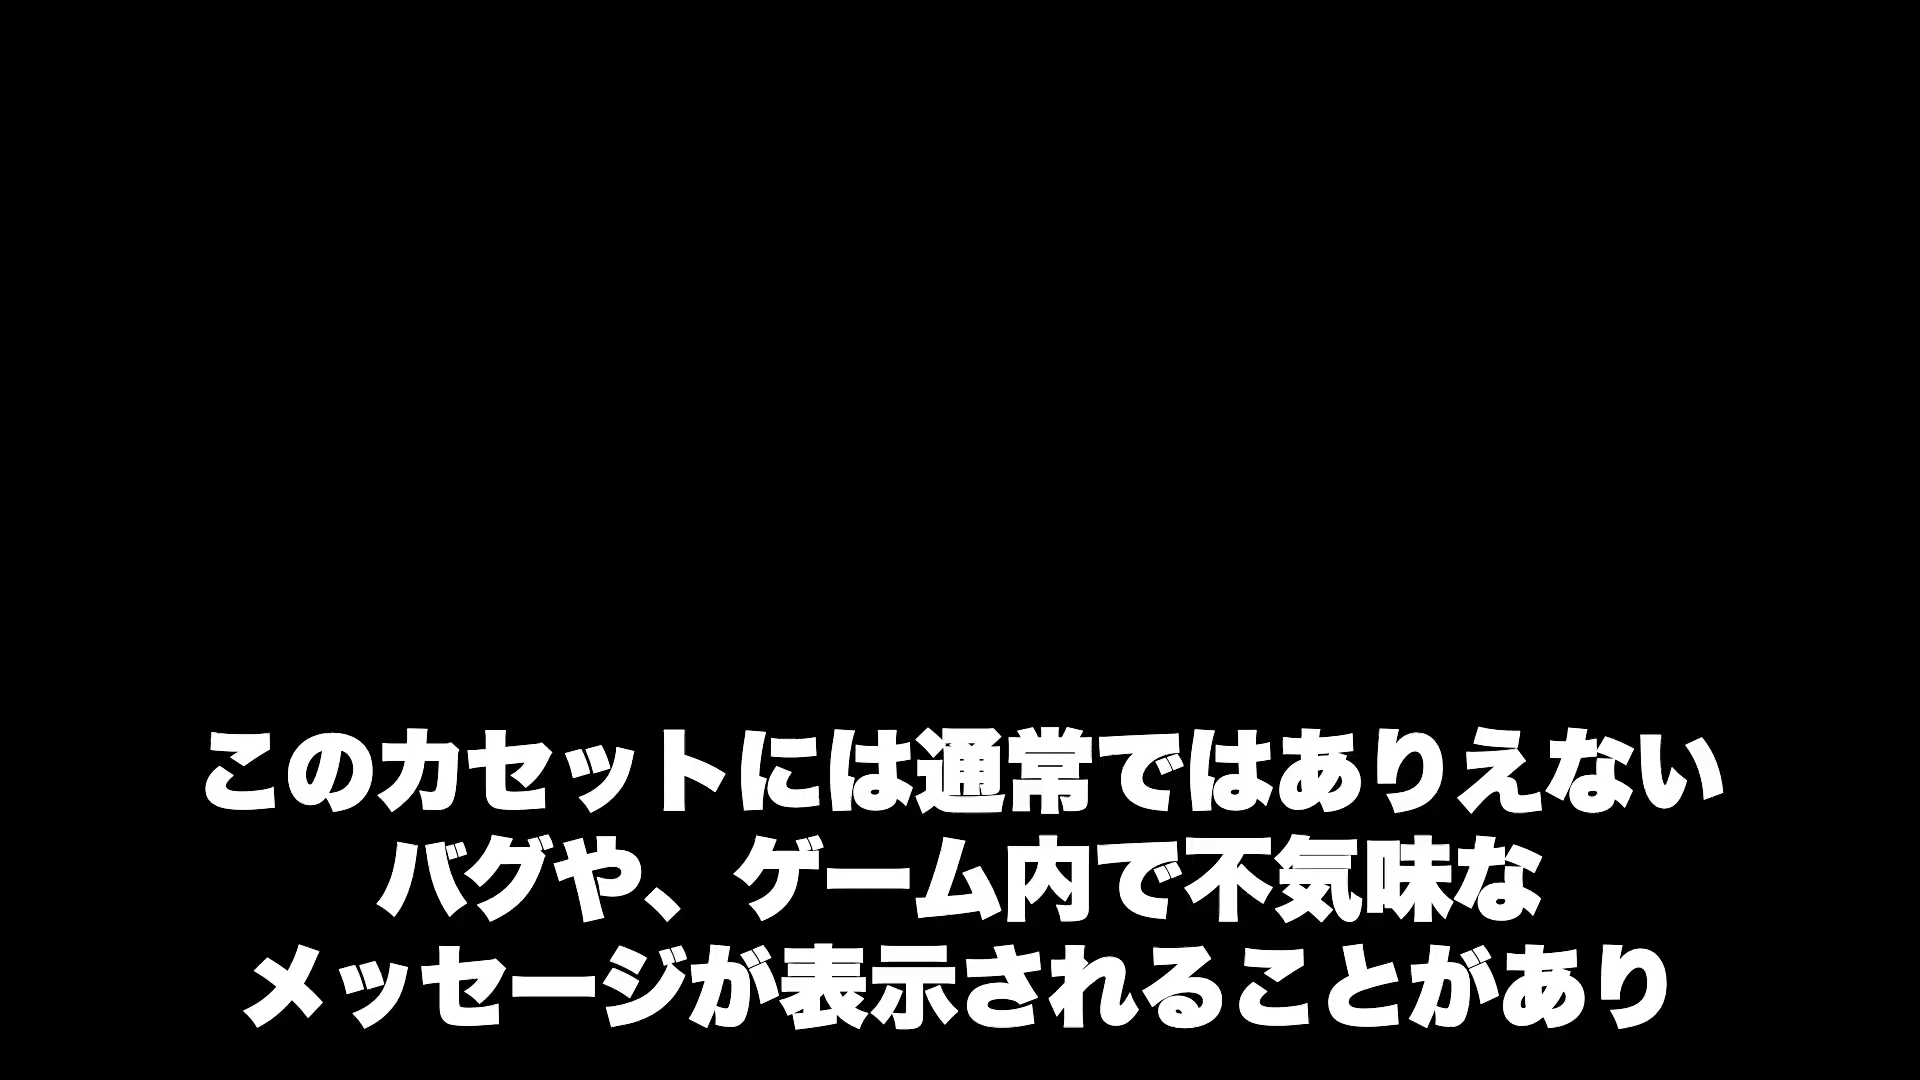 このカセットには通常ではありえない
バグや、ゲーム内で不気味な
メッセージが表示されることがあり